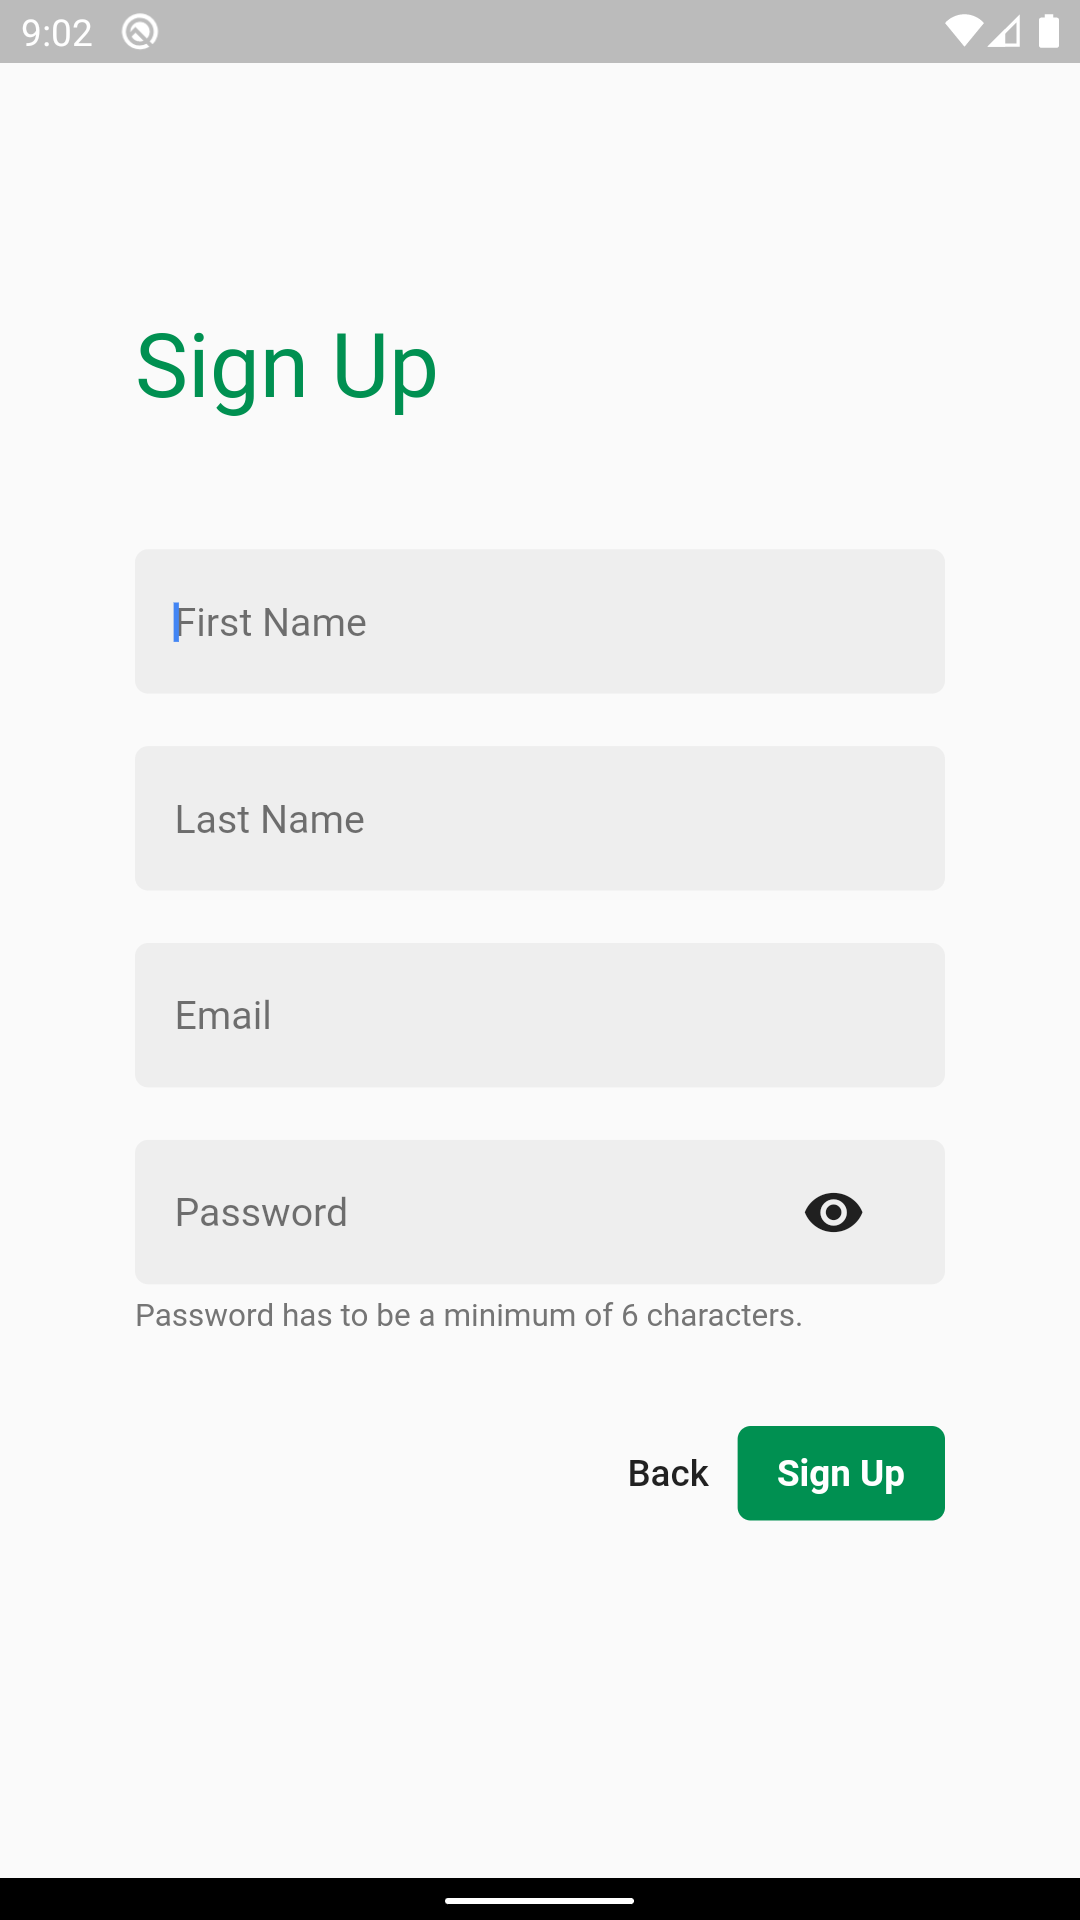 9:02
Sign Up
First Name
Last Name
Email
Password
Password has to be a minimum of 6 characters.
Back Sign Up